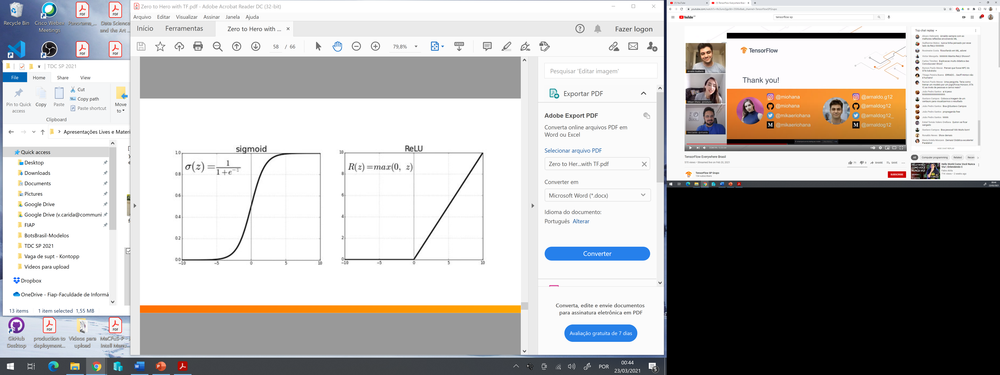 Recycle Bin
Cisco Webex
Meetings
Panorama_...
Data Science
and the Art ...
TDC SP 2021
File
Home
Share
View
Pin to Quick
access
Copy
Paste
Cut
Copy path
Paste shortcut
Move
to
Clipboard
Apresentações Lives e Materi
Quick access
Desktop
Downloads
Documents
Pictures
Google Drive
Google Drive (v.carida@communi
FIAP
BotsBrasil-Modelos
TDC SP 2021
Vaga de supt - Kontopp
Videos para upload
Dropbox
OneDrive - Fiap-Faculdade de Informá
13 items
1 item selected 1,55 MB
GitHub
Desktop
production to
deployment...
Videos para
upload
MaCFuS-P - J
Intell Manu...
Zero to Hero with TF.pdf - Adobe Acrobat Reader DC (32-bit)
Arquivo Editar Visualizar Assinar Janela Ajuda
Início
Ferramentas
Zero to Hero with ...
Fazer logon
58 / 66
79,8%
sigmoid
σ(z) = 1 / 1+e^-z
1.0
0.8
0.6
0.4
0.2
0.0
−10 −5 0 5 10
ReLU
R(z) =max(0, z)
10
8
6
4
2
0
−10 −5 0 5 10
Pesquisar 'Editar imagem'
Exportar PDF
Adobe Export PDF
Converta online arquivos PDF em
Word ou Excel
Selecionar arquivo PDF
Zero to Her...with TF.pdf
Converter em
Microsoft Word (*.docx)
Idioma do documento:
Português Alterar
Converter
Converta, edite e envie documentos
para assinatura eletrônica em PDF
Avaliação gratuita de 7 dias
POR
00:44
23/03/2021
5
(1) YouTube
(1) TensorFlow Everywhere Brasil
youtube.com/watch?v=flo3uno3jgc&t=3506s&ab_channel=TensorFlowSPGrupo
YouTube BR
tensorflow sp
Arnaldo Gualberto
Mikaeri Ohana - @miohana
Vini Caridá - @vfcarida
TensorFlow
Thank you!
@miohana
@miohana
@mikaeriohana
@mikaeriohana
@arnaldo.g12
@arnaldog12
@arnaldog12_
@arnaldog12
2:34:19
Top chat replay
Alvaro Viebrantz Arnaldo sempre com as
melhores reflexões envolvendo ML
Guilherme Matos nunca tinha pensado por esse
lado da ReLU kkkkkkk
Rosimeire Costa filosofando em ML, adorei
Victor Mesquita kkkkkkk Mantra ReLU Showw!!
Carlos Timóteo Explicacao muito didatica das
Convolucoes! Show!
Ramon Paolo Maran Pensei que fosse NPC do
GTA ksksksks
Thiago Pereira Bueno ERRADO... Geoff Hinton não
é humano!
Ramon Paolo Maran Uma pergunta. Teria como
treinar um modelo por um jogo(Forza Horizon, GTA
V) ao invés de pessoas e carros reais?
João Pedro Santos aí é peso
Gustavo Campos Coloca a imagem de um
centauro para visualizarmos o resultado
João Pedro Santos Boa @Gustavo Campos
João Pedro Santos propraganda free
João Pedro Santos kkkkk
Esbel Tomás Valero Orellana Quiron vai ficar
sangado
Gustavo Campos Boa pessoal! kkk Muito bom!
Ronaldo Neves Show demais
Maria Estela Monzem Demais! Didática excelente!
Parabéns!
HIDE CHAT REPLAY
TensorFlow Everywhere Brasil
570 views • Streamed live on Feb 20, 2021
71 0 SHARE SAVE
TensorFlow SP Grupo
154 subscribers
SUBSCRIBE
All Computer programming Related Recen
HELLO WORLD
COMO VOCÊ
NUNCA VIU!
1:09:22
Hello World Como Você Nunca
Viu! | Entendendo C
Fabio Akita
71K views • 2 weeks ago
00:44
23/03/2021